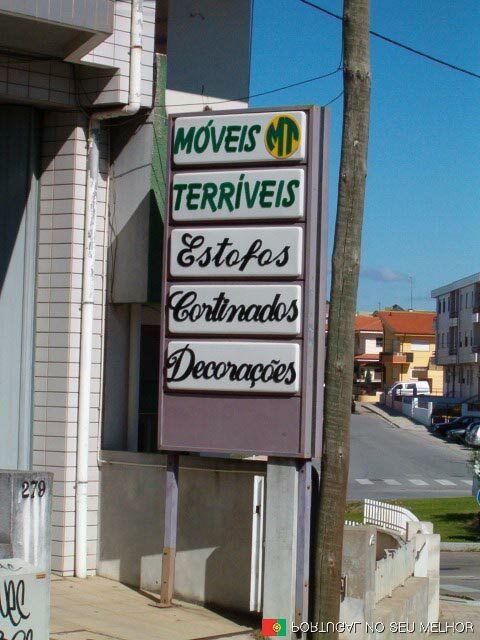 MÓVEIS MT
TERRÍVEIS
Estofos
Cortinados
Decorações
279
PORTUGAL NO SEU MELHOR